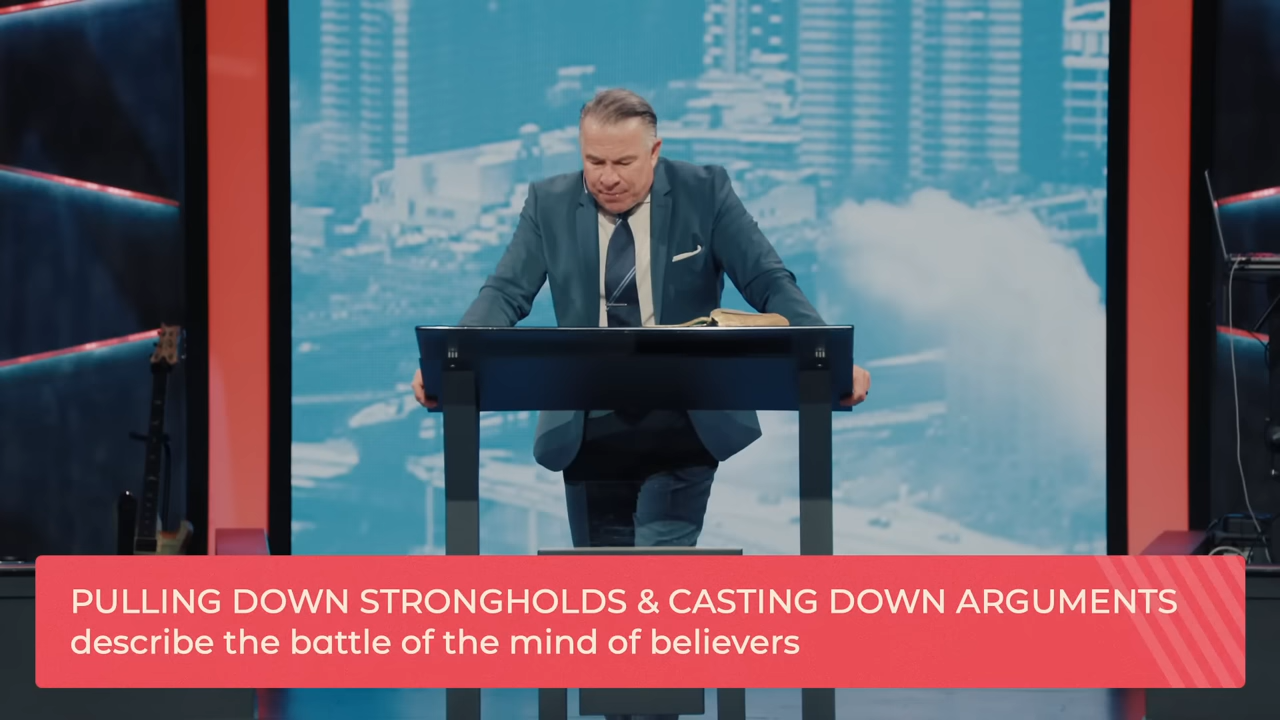 PULLING DOWN STRONGHOLDS & CASTING DOWN ARGUMENTS
describe the battle of the mind of believers